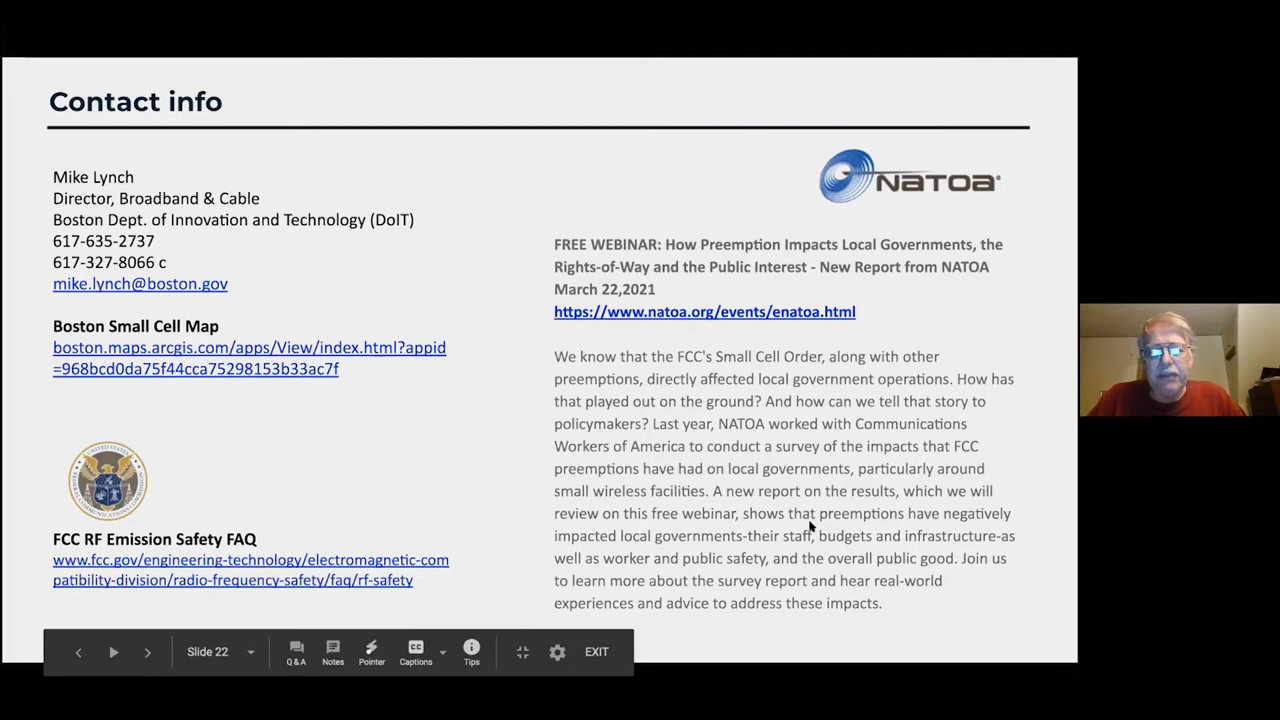 Contact info
Mike Lynch
Director, Broadband & Cable
Boston Dept. of Innovation and Technology (DoIT)
617-635-2737
617-327-8066 c
mike.lynch@boston.gov
Boston Small Cell Map
boston.maps.arcgis.com/apps/View/index.html?appid
=968bcd0da75f44cca75298153b33ac7f
FCC RF Emission Safety FAQ
www.fcc.gov/engineering-technology/electromagnetic-com
patibility-division/radio-frequency-safety/faq/rf-safety
NATOA®
FREE WEBINAR: How Preemption Impacts Local Governments, the
Rights-of-Way and the Public Interest - New Report from NATOA
March 22,2021
https://www.natoa.org/events/enatoa.html
We know that the FCC's Small Cell Order, along with other
preemptions, directly affected local government operations. How has
that played out on the ground? And how can we tell that story to
policymakers? Last year, NATOA worked with Communications
Workers of America to conduct a survey of the impacts that FCC
preemptions have had on local governments, particularly around
small wireless facilities. A new report on the results, which we will
review on this free webinar, shows that preemptions have negatively
impacted local governments-their staff, budgets and infrastructure-as
well as worker and public safety, and the overall public good. Join us
to learn more about the survey report and hear real-world
experiences and advice to address these impacts.
Slide 22
Q & A
Notes
Pointer
CC
Captions
Tips
EXIT